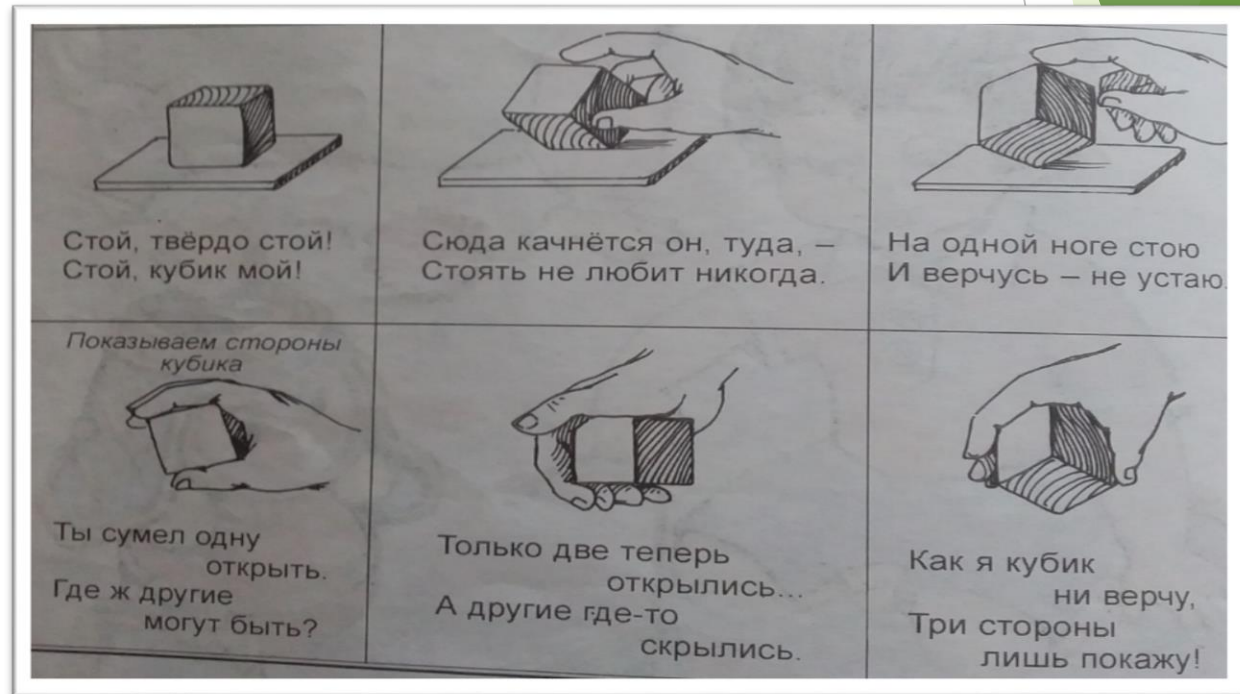 Стой, твёрдо стой!
Стой, кубик мой!
Сюда качнётся он, туда, –
Стоять не любит никогда.
На одной ноге стою
И верчусь – не устаю.
Показываем стороны
кубика
Ты сумел одну
открыть.
Где ж другие
могут быть?
Только две теперь
открылись...
А другие где-то
скрылись.
Как я кубик
ни верчу,
Три стороны
лишь покажу!